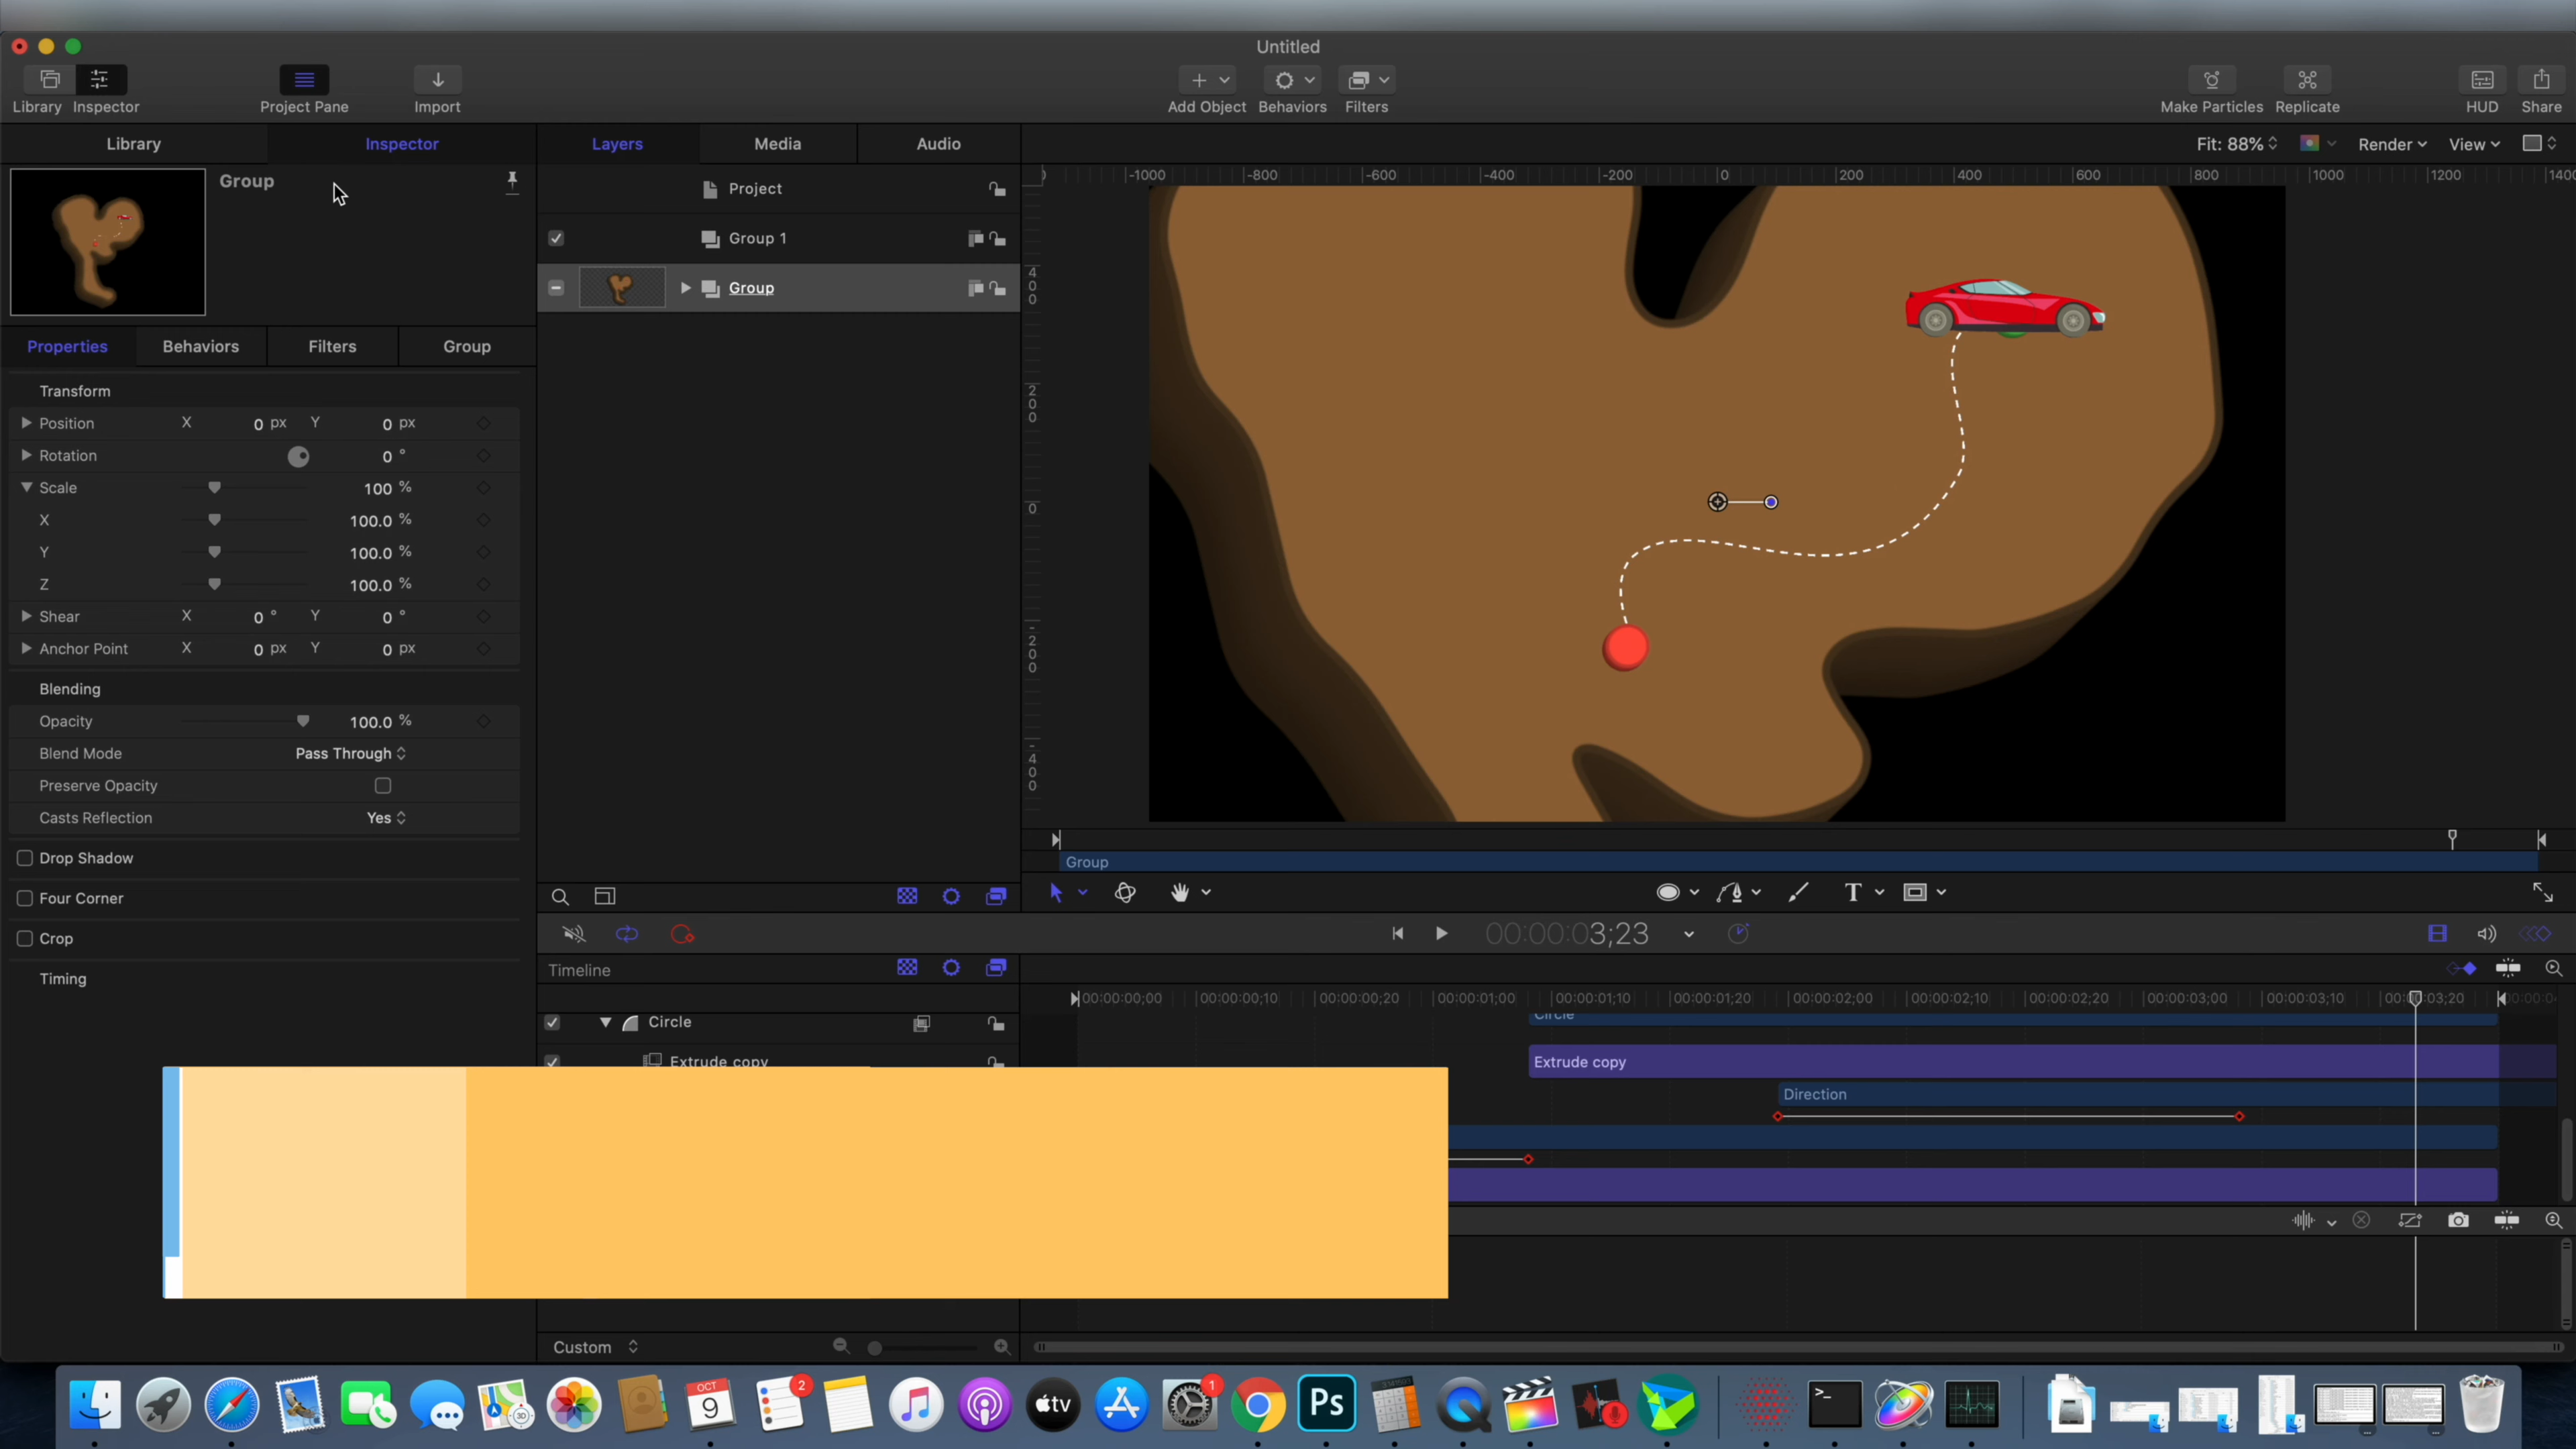 Untitled
Library Inspector Project Pane Import Add Object Behaviors Filters Make Particles Replicate HUD Share
Library Inspector Layers Media Audio Fit: 88% Render View
Group
Project
Group 1
Group
-1000 -800 -600 -400 -200 0 200 400 600 800 1000 1200 1400
400
200
0
-200
-400
Properties Behaviors Filters Group
Transform
Position X 0 px Y 0 px
Rotation 0 °
Scale 100 %
X 100.0 %
Y 100.0 %
Z 100.0 %
Shear X 0 ° Y 0 °
Anchor Point X 0 px Y 0 px
Blending
Opacity 100.0 %
Blend Mode Pass Through
Preserve Opacity
Casts Reflection Yes
Drop Shadow
Four Corner
Crop
Timing
Group
T
00:00:03;23
Timeline
00:00:00;00 00:00:00;10 00:00:00;20 00:00:01;00 00:00:01;10 00:00:01;20 00:00:02;00 00:00:02;10 00:00:02;20 00:00:03;00 00:00:03;10 00:00:03;20
Circle Circle
Extrude copy Extrude copy
Direction
Custom
OCT
9
2
tv
1
Ps
3D
>_